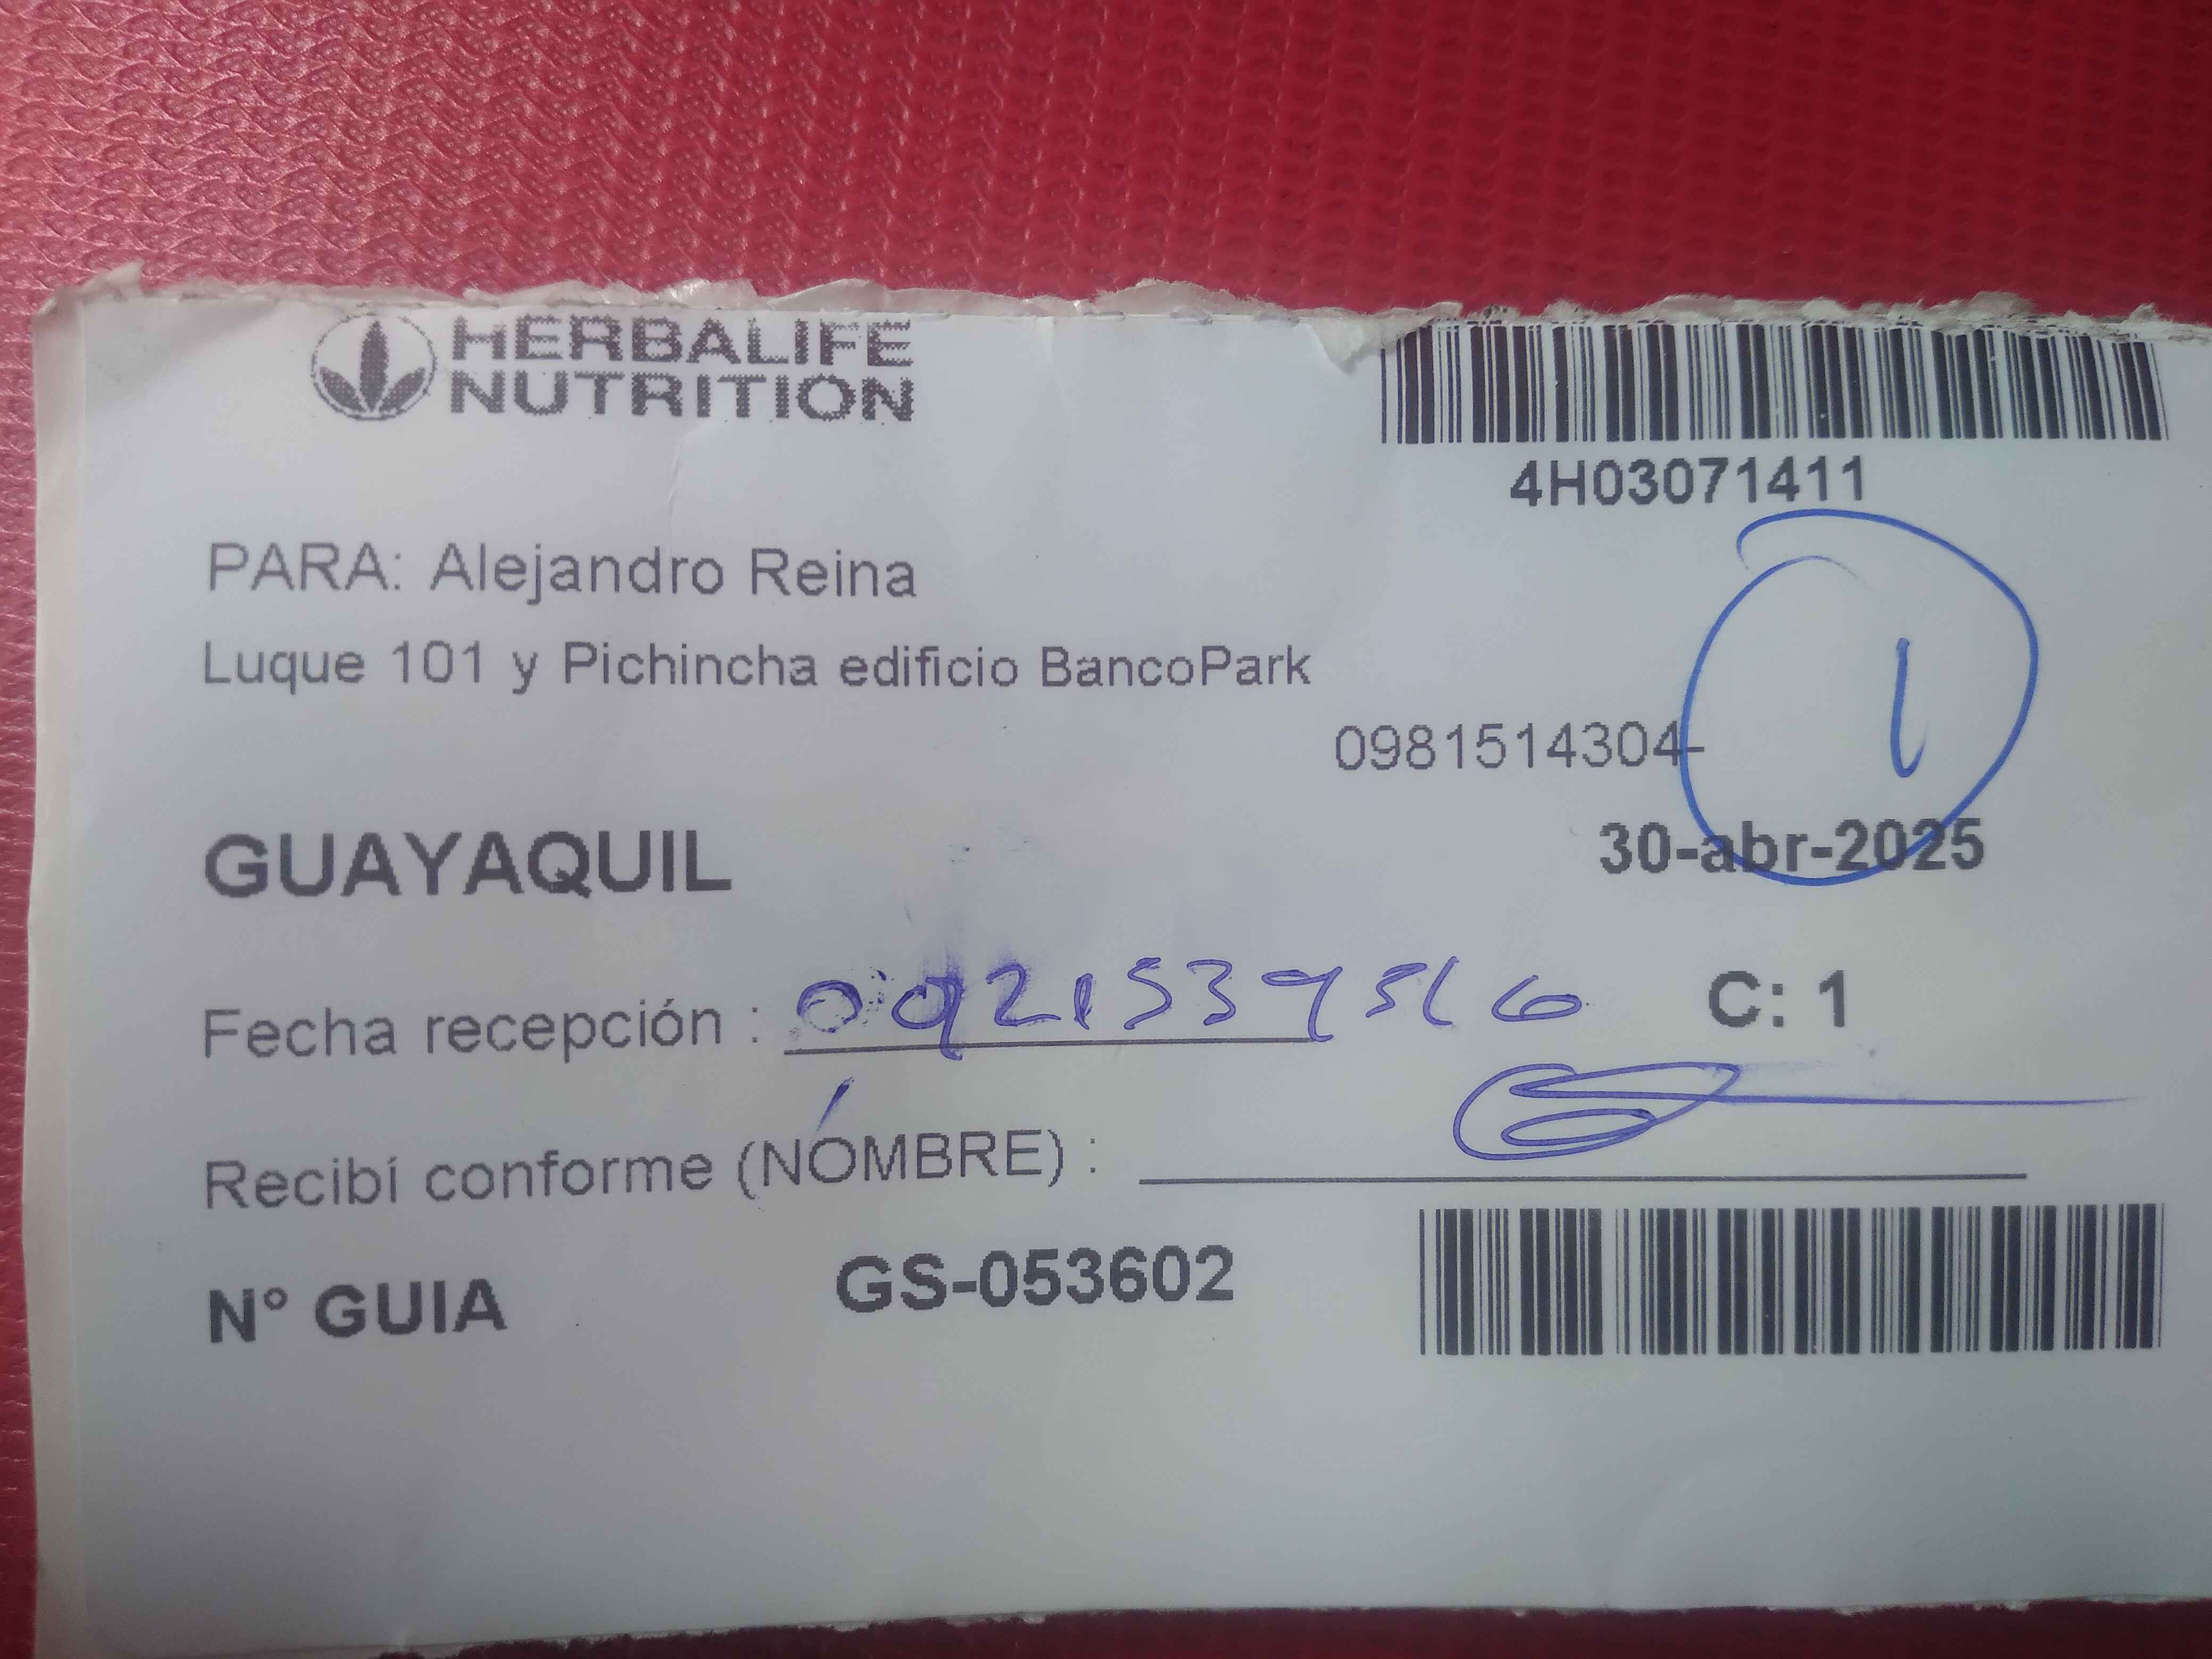 HERBALIFE
NUTRITION
4H03071411
PARA: Alejandro Reina
1
Luque 101 y Pichincha edificio BancoPark
0981514304-
GUAYAQUIL
30-abr-2025
Fecha recepción : 0921539516 C: 1
Recibí conforme (NOMBRE) :
N° GUIA GS-053602